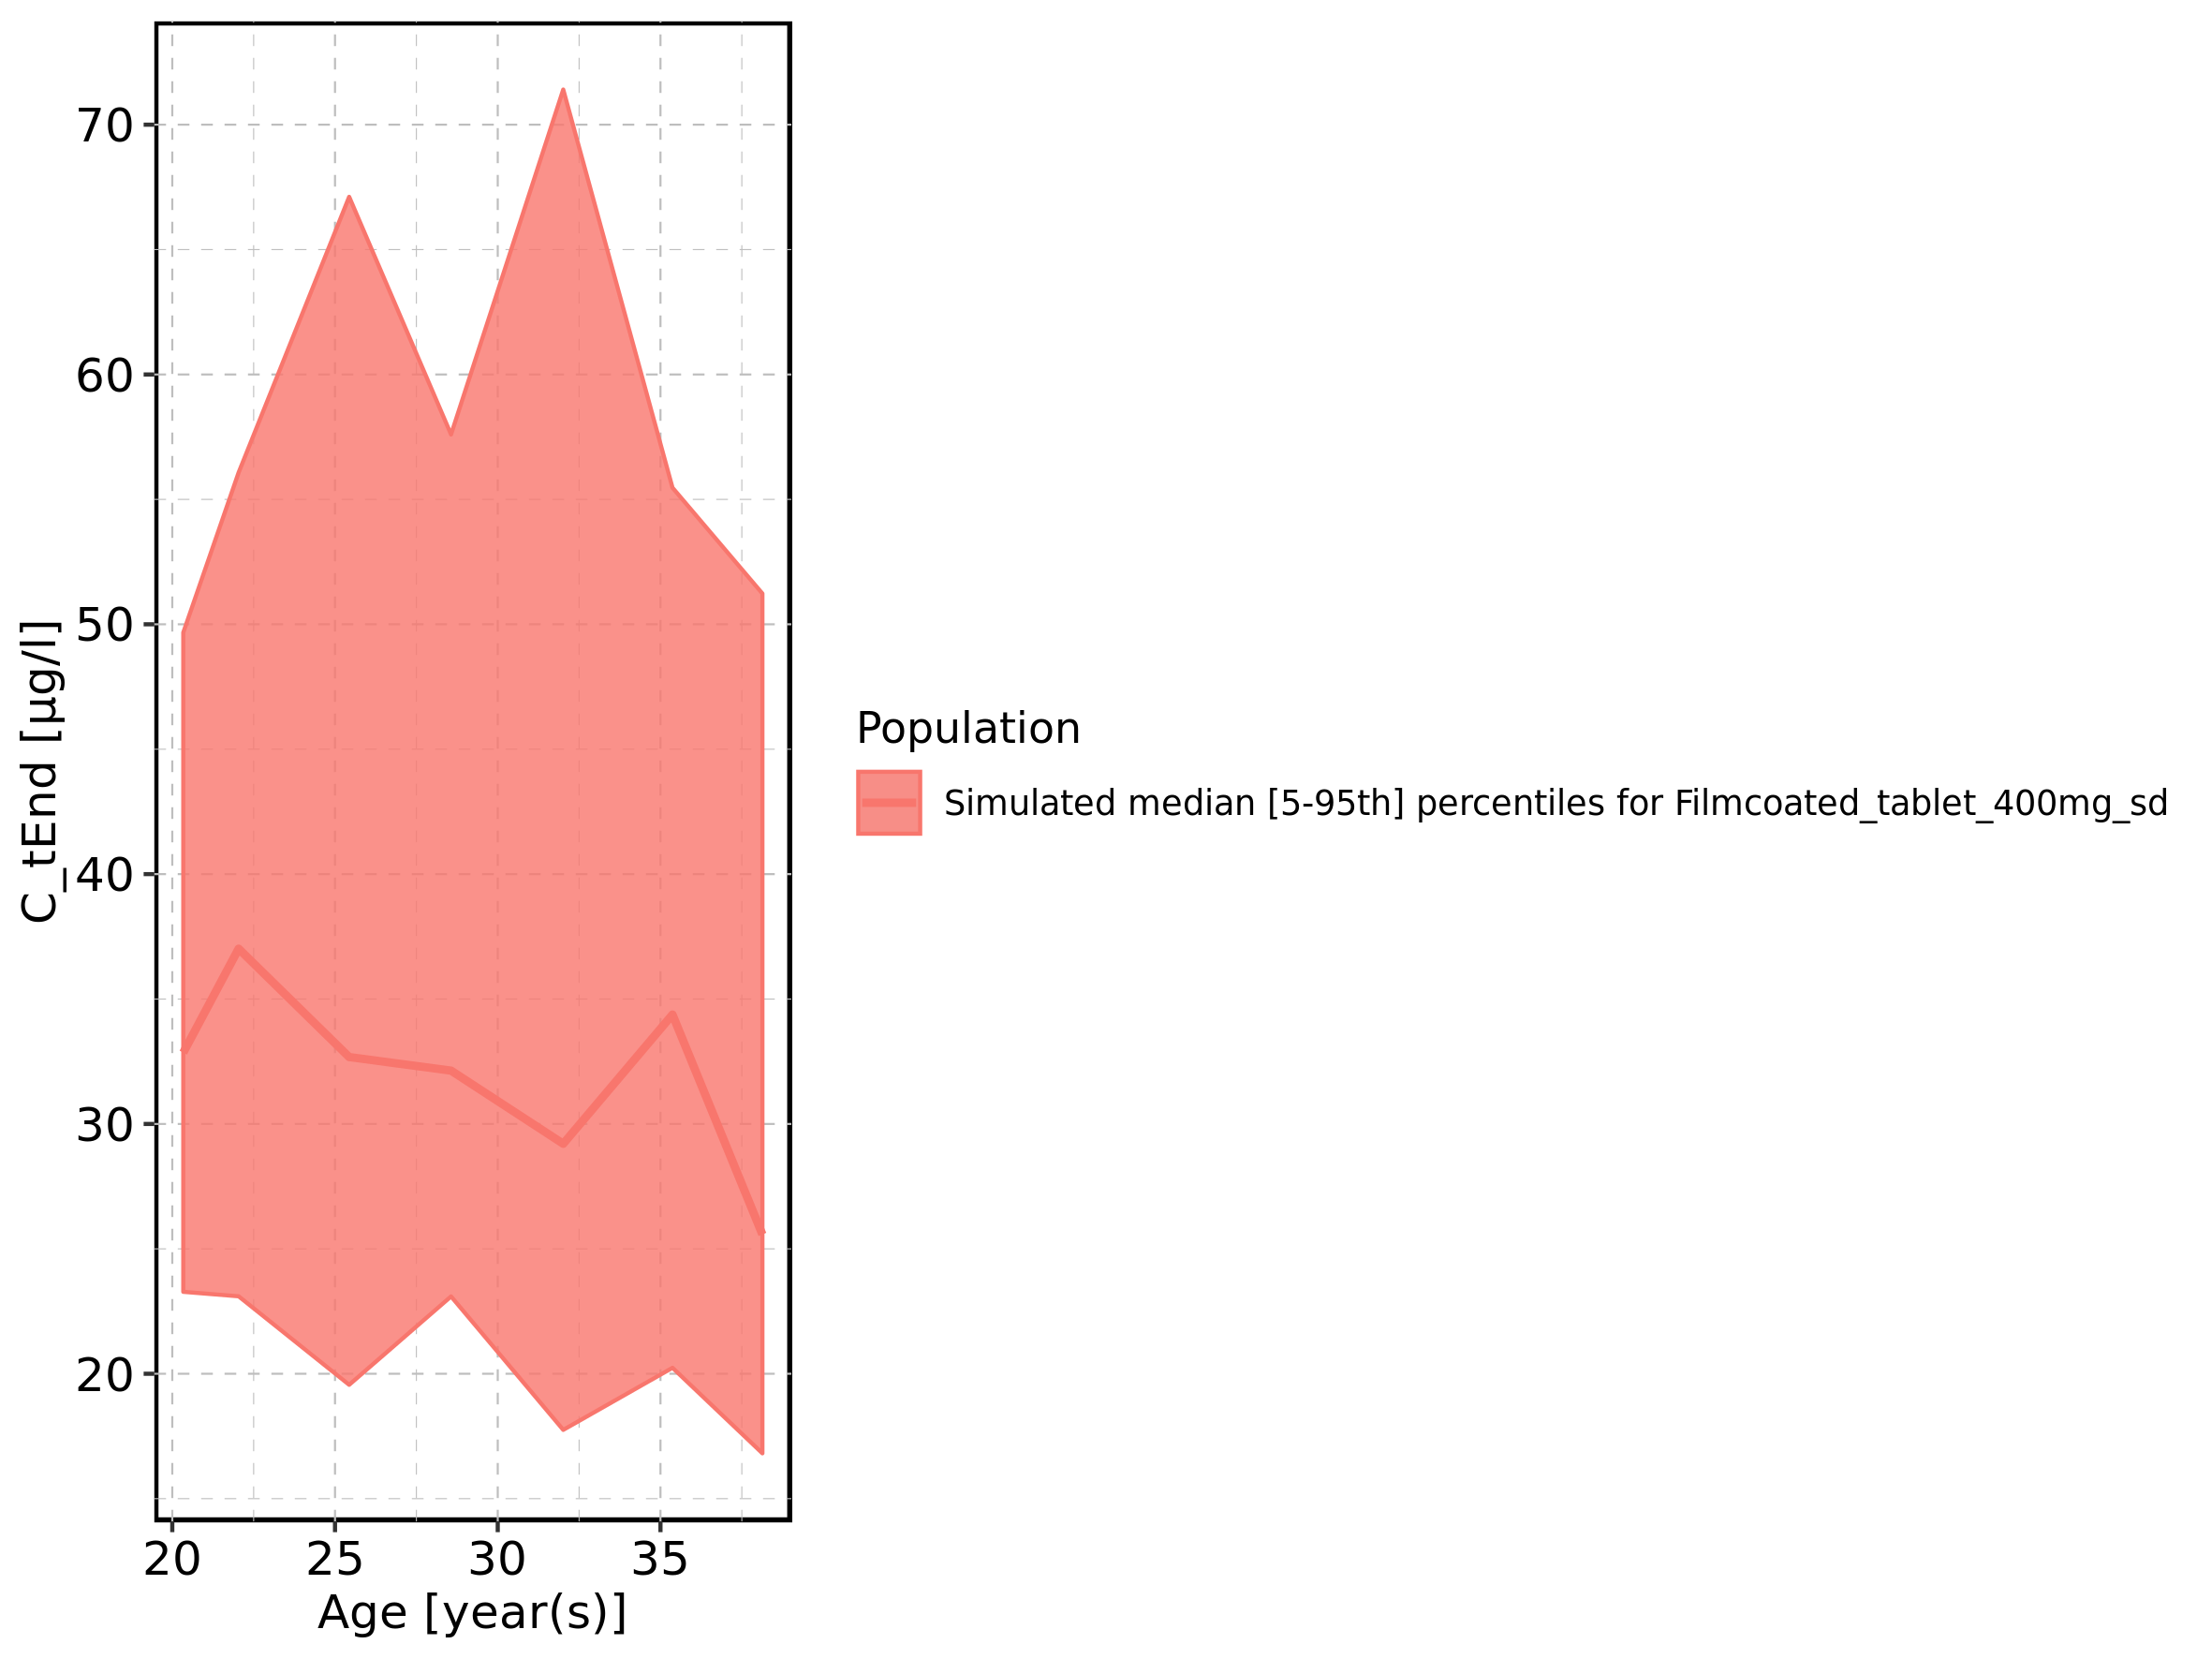 70
60
50
40
30
20
C_tEnd [µg/l]
20 25 30 35
Age [year(s)]
Population
Simulated median [5-95th] percentiles for Filmcoated_tablet_400mg_sd